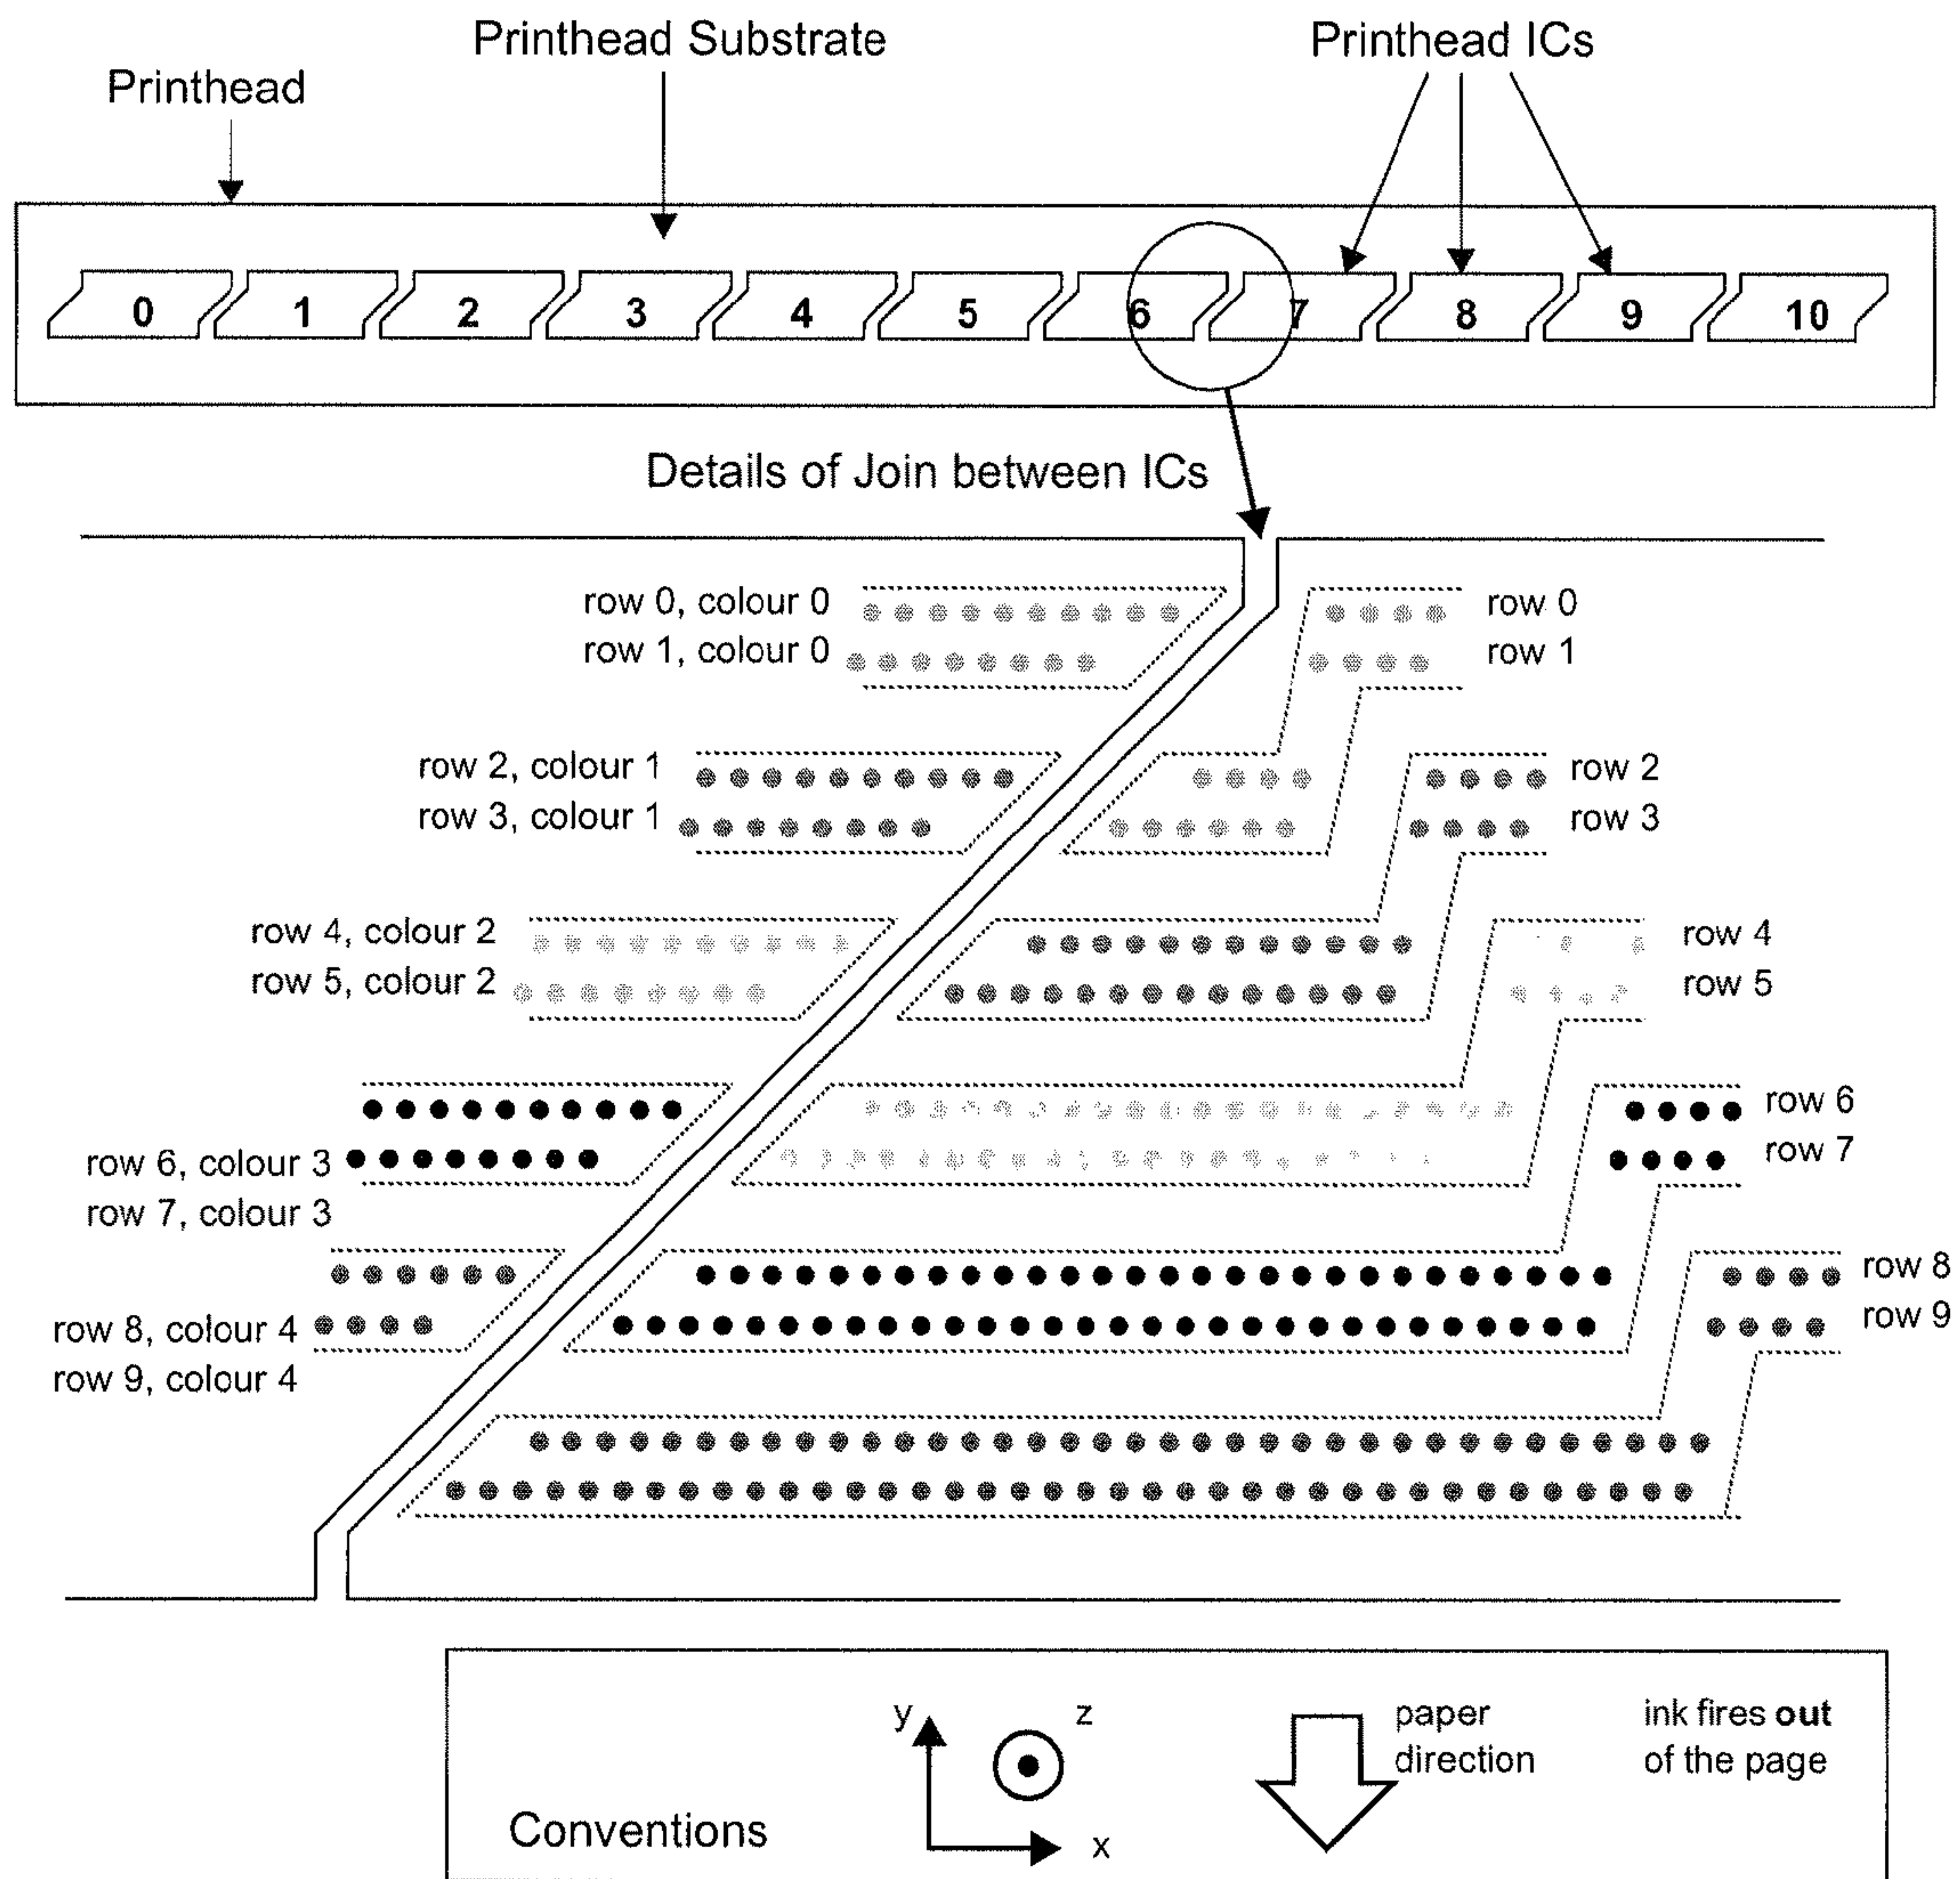 Printhead Substrate
Printhead ICs
Printhead
0 1 2 3 4 5 6 7 8 9 10
Details of Join between ICs
row 0, colour 0
row 0
row 1, colour 0
row 1
row 2, colour 1
row 2
row 3, colour 1
row 3
row 4, colour 2
row 4
row 5, colour 2
row 5
row 6
row 7
row 6, colour 3
row 7, colour 3
row 8
row 9
row 8, colour 4
row 9, colour 4
y
z
paper
direction
ink fires out
of the page
Conventions
x